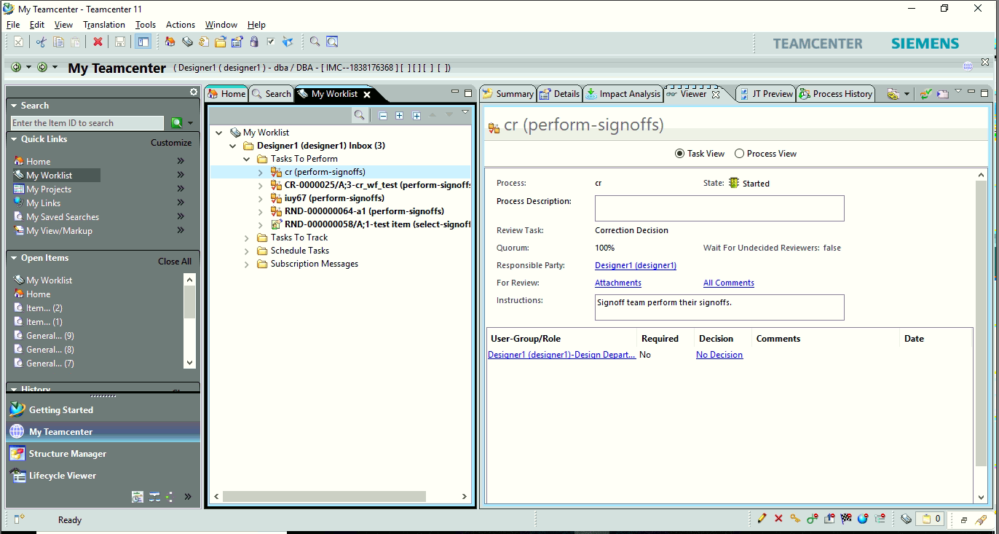 My Teamcenter - Teamcenter 11
File Edit View Translation Tools Actions Window Help
TEAMCENTER SIEMENS
My Teamcenter ( Designer1 ( designer1 ) - dba / DBA - [ IMC--1838176368 ] [ ] [ ] [ ] [ ])
Search
Enter the Item ID to search
Quick Links
Customize
Home
My Worklist
My Projects
My Links
My Saved Searches
My View/Markup
Open Items
Close All
My Worklist
Home
Item... (2)
Item... (1)
General... (9)
General... (8)
General... (7)
History
Getting Started
My Teamcenter
Structure Manager
Lifecycle Viewer
Home Search My Worklist
My Worklist
Designer1 (designer1) Inbox (3)
Tasks To Perform
cr (perform-signoffs)
CR-0000025/A;3-cr_wf_test (perform-signoffs
iuy67 (perform-signoffs)
RND-000000064-a1 (perform-signoffs)
RND-000000058/A;1-test item (select-signoff
Tasks To Track
Schedule Tasks
Subscription Messages
Summary Details Impact Analysis Viewer JT Preview Process History
cr (perform-signoffs)
Task View Process View
Process: cr State: Started
Process Description:
Review Task: Correction Decision
Quorum: 100% Wait For Undecided Reviewers: false
Responsible Party: Designer1 (designer1)
For Review: Attachments All Comments
Instructions: Signoff team perform their signoffs.
User-Group/Role Required Decision Comments Date
Designer1 (designer1)-Design Depart... No No Decision
Ready
0